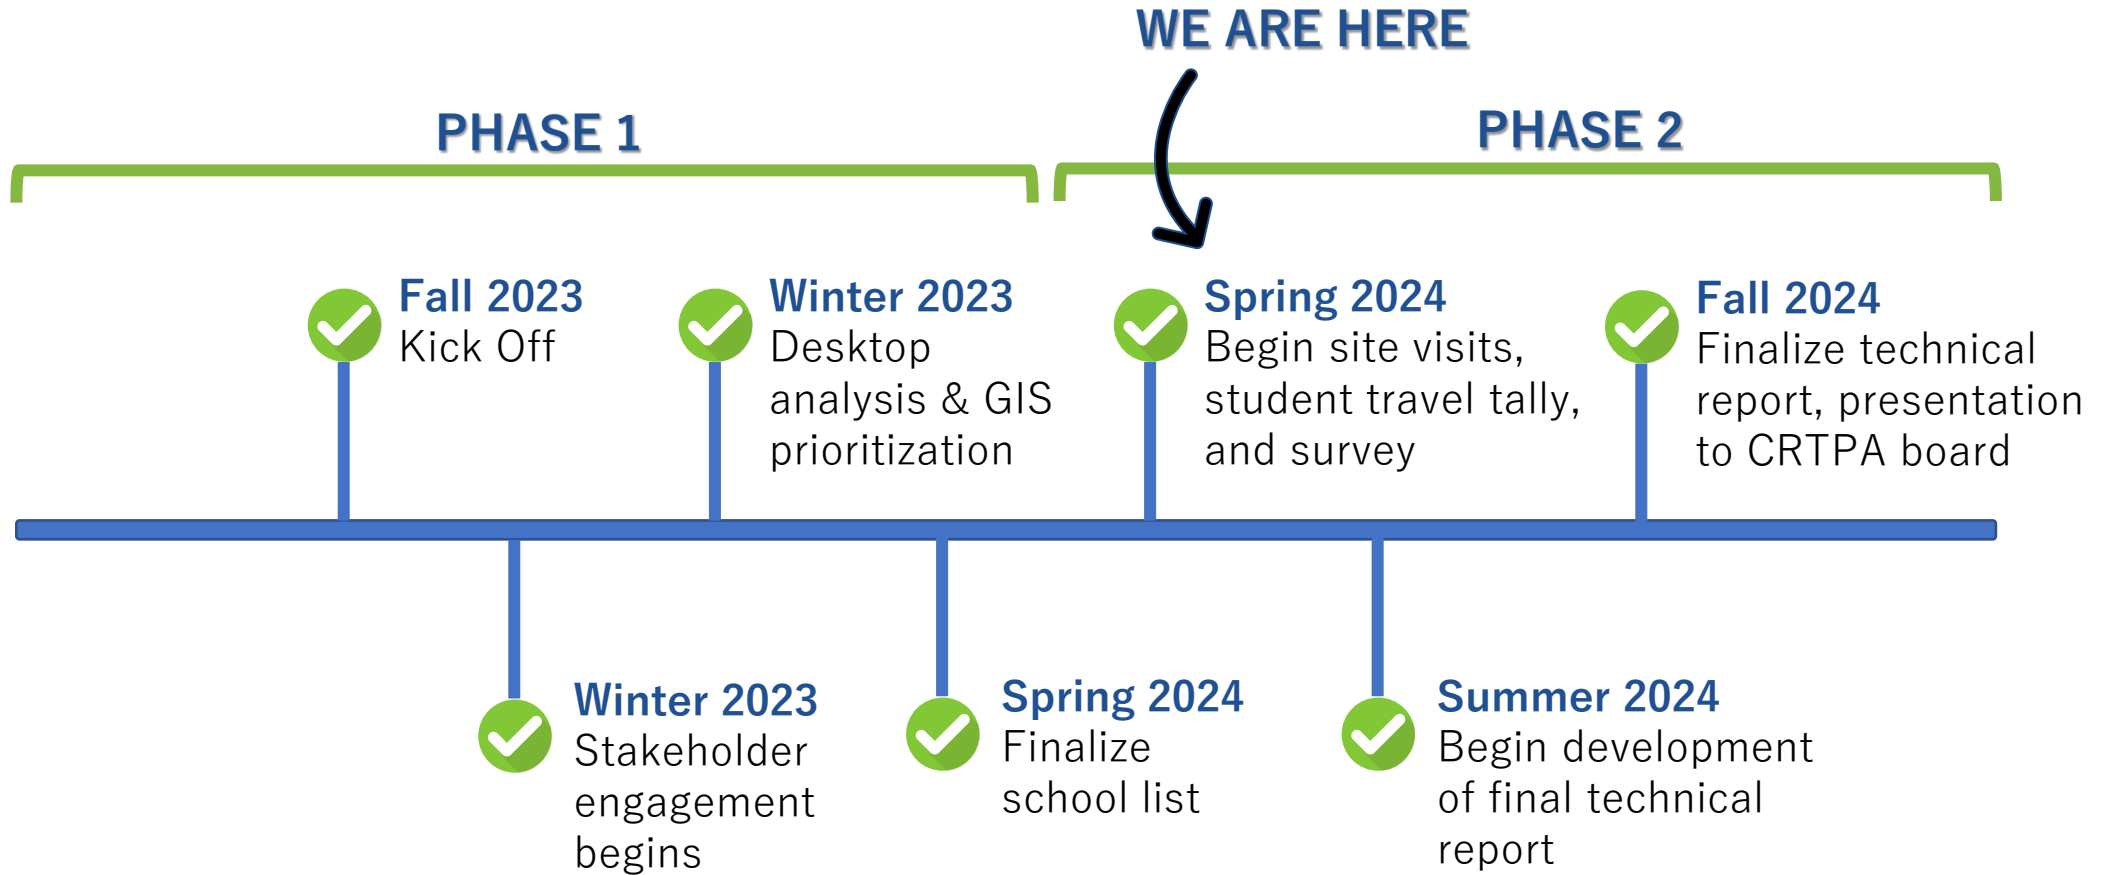 WE ARE HERE
PHASE 1
PHASE 2
Fall 2023
Kick Off
Winter 2023
Desktop
analysis & GIS
prioritization
Spring 2024
Begin site visits,
student travel tally,
and survey
Fall 2024
Finalize technical
report, presentation
to CRTPA board
Winter 2023
Stakeholder
engagement
begins
Spring 2024
Finalize
school list
Summer 2024
Begin development
of final technical
report